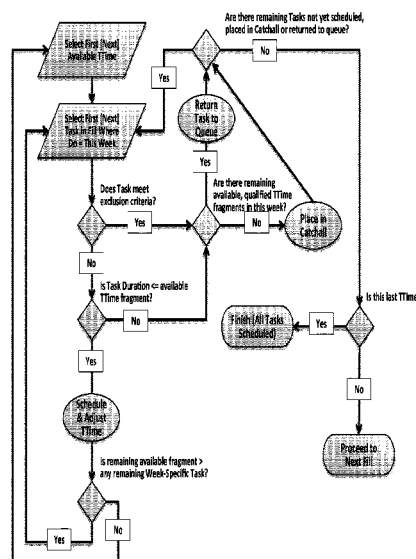 Are there remaining Tasks not yet scheduled,
placed in Catchall or returned to queue?
Select First [Next]
Available TTime
No
Yes
Select First [Next]
Task in Fill Where
Do = This Week
Return
Task to
Queue
Does Task meet
exclusion criteria?
Yes
Yes
Are there remaining
available, qualified TTime
fragments in this week?
No
Place in
Catchall
No
Is Task Duration <= available
TTime fragment?
No
Is this last TTime
Finish (All Tasks
Scheduled)
Yes
Yes
No
Schedule
& Adjust
TTime
Proceed to
Next Fill
Is remaining available fragment >
any remaining Week-Specific Task?
Yes
No